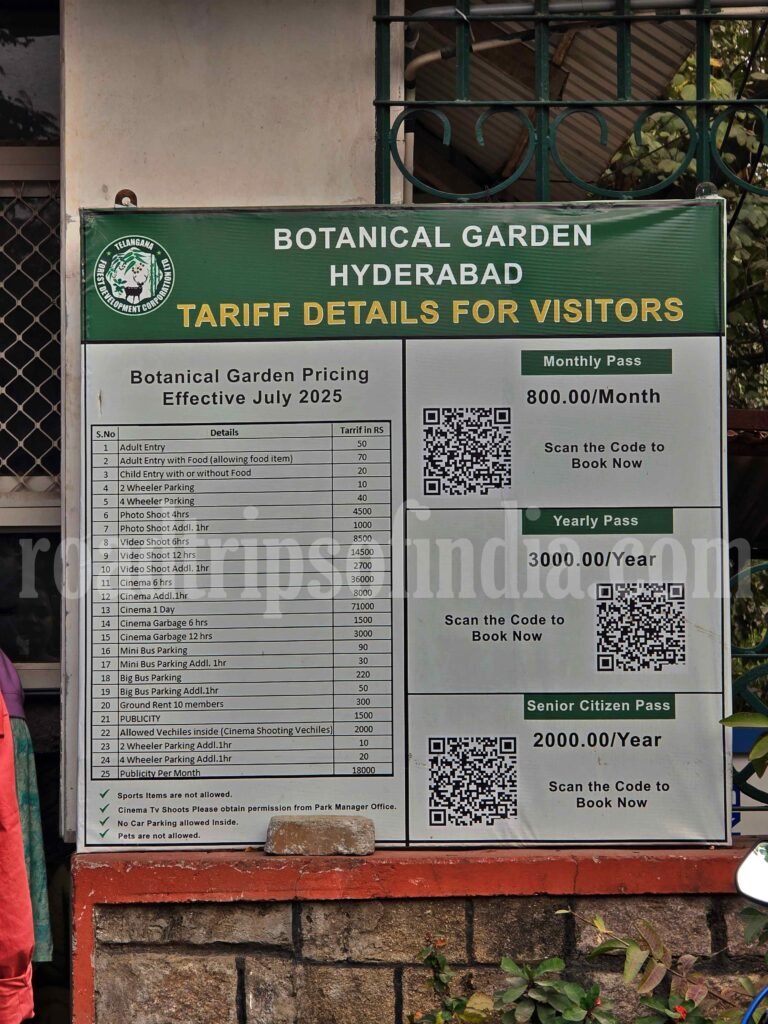 BOTANICAL GARDEN
HYDERABAD
TARIFF DETAILS FOR VISITORS
TELANGANA
FOREST DEVELOPMENT CORPORATION LTD
Botanical Garden Pricing
Effective July 2025
S.No Details Tarrif in RS
1 Adult Entry 50
2 Adult Entry with Food (allowing food item) 70
3 Child Entry with or without Food 20
4 2 Wheeler Parking 10
5 4 Wheeler Parking 40
6 Photo Shoot 4hrs 4500
7 Photo Shoot Addl. 1hr 1000
8 Video Shoot 6hrs 8500
9 Video Shoot 12 hrs 14500
10 Video Shoot Addl. 1hr 2700
11 Cinema 6 hrs 36000
12 Cinema Addl.1hr 8000
13 Cinema 1 Day 71000
14 Cinema Garbage 6 hrs 1500
15 Cinema Garbage 12 hrs 3000
16 Mini Bus Parking 90
17 Mini Bus Parking Addl. 1hr 30
18 Big Bus Parking 220
19 Big Bus Parking Addl.1hr 50
20 Ground Rent 10 members 300
21 PUBLICITY 1500
22 Allowed Vechiles inside (Cinema Shooting Vechiles) 2000
23 2 Wheeler Parking Addl.1hr 10
24 4 Wheeler Parking Addl.1hr 20
25 Publicity Per Month 18000
✓ Sports Items are not allowed.
✓ Cinema Tv Shoots Please obtain permission from Park Manager Office.
✓ No Car Parking allowed Inside.
✓ Pets are not allowed.
Monthly Pass
800.00/Month
Scan the Code to
Book Now
Yearly Pass
3000.00/Year
Scan the Code to
Book Now
Senior Citizen Pass
2000.00/Year
Scan the Code to
Book Now
roadtripsofindia.com